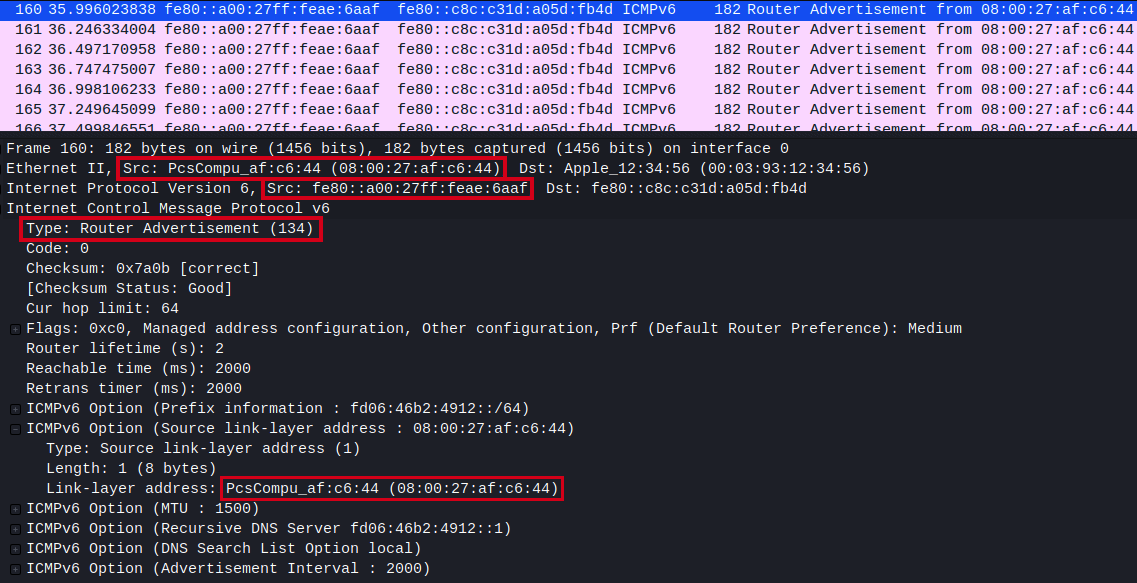 160 35.996023838 fe80::a00:27ff:feae:6aaf fe80::c8c:c31d:a05d:fb4d ICMPv6 182 Router Advertisement from 08:00:27:af:c6:44
161 36.246334004 fe80::a00:27ff:feae:6aaf fe80::c8c:c31d:a05d:fb4d ICMPv6 182 Router Advertisement from 08:00:27:af:c6:44
162 36.497170958 fe80::a00:27ff:feae:6aaf fe80::c8c:c31d:a05d:fb4d ICMPv6 182 Router Advertisement from 08:00:27:af:c6:44
163 36.747475007 fe80::a00:27ff:feae:6aaf fe80::c8c:c31d:a05d:fb4d ICMPv6 182 Router Advertisement from 08:00:27:af:c6:44
164 36.998106233 fe80::a00:27ff:feae:6aaf fe80::c8c:c31d:a05d:fb4d ICMPv6 182 Router Advertisement from 08:00:27:af:c6:44
165 37.249645099 fe80::a00:27ff:feae:6aaf fe80::c8c:c31d:a05d:fb4d ICMPv6 182 Router Advertisement from 08:00:27:af:c6:44
166 37.499846551 fe80::a00:27ff:feae:6aaf fe80::c8c:c31d:a05d:fb4d ICMPv6 182 Router Advertisement from 08:00:27:af:c6:44
Frame 160: 182 bytes on wire (1456 bits), 182 bytes captured (1456 bits) on interface 0
Ethernet II, Src: PcsCompu_af:c6:44 (08:00:27:af:c6:44) Dst: Apple_12:34:56 (00:03:93:12:34:56)
Internet Protocol Version 6, Src: fe80::a00:27ff:feae:6aaf Dst: fe80::c8c:c31d:a05d:fb4d
Internet Control Message Protocol v6
Type: Router Advertisement (134)
Code: 0
Checksum: 0x7a0b [correct]
[Checksum Status: Good]
Cur hop limit: 64
Flags: 0xc0, Managed address configuration, Other configuration, Prf (Default Router Preference): Medium
Router lifetime (s): 2
Reachable time (ms): 2000
Retrans timer (ms): 2000
ICMPv6 Option (Prefix information : fd06:46b2:4912::/64)
ICMPv6 Option (Source link-layer address : 08:00:27:af:c6:44)
Type: Source link-layer address (1)
Length: 1 (8 bytes)
Link-layer address: PcsCompu_af:c6:44 (08:00:27:af:c6:44)
ICMPv6 Option (MTU : 1500)
ICMPv6 Option (Recursive DNS Server fd06:46b2:4912::1)
ICMPv6 Option (DNS Search List Option local)
ICMPv6 Option (Advertisement Interval : 2000)